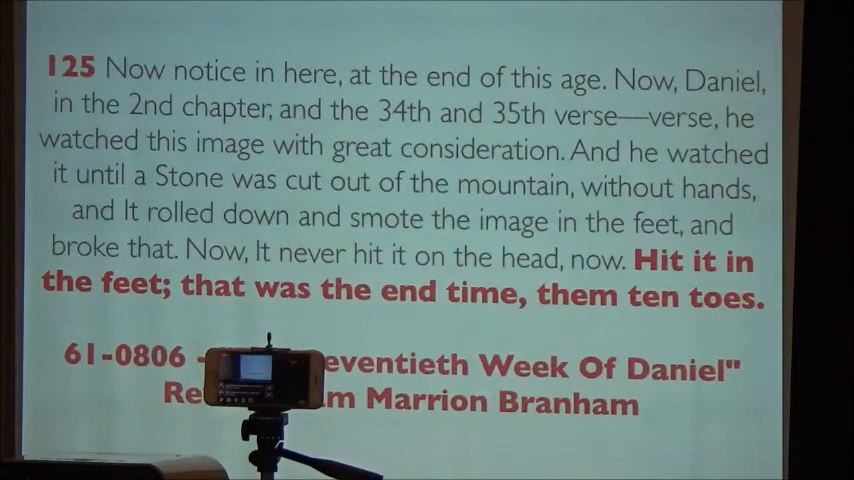 125 Now notice in here, at the end of this age. Now, Daniel,
in the 2nd chapter, and the 34th and 35th verse—verse, he
watched this image with great consideration. And he watched
it until a Stone was cut out of the mountain, without hands,
and It rolled down and smote the image in the feet, and
broke that. Now, It never hit it on the head, now. Hit it in
the feet; that was the end time, them ten toes.
61-0806 - eventieth Week Of Daniel"
Re m Marrion Branham